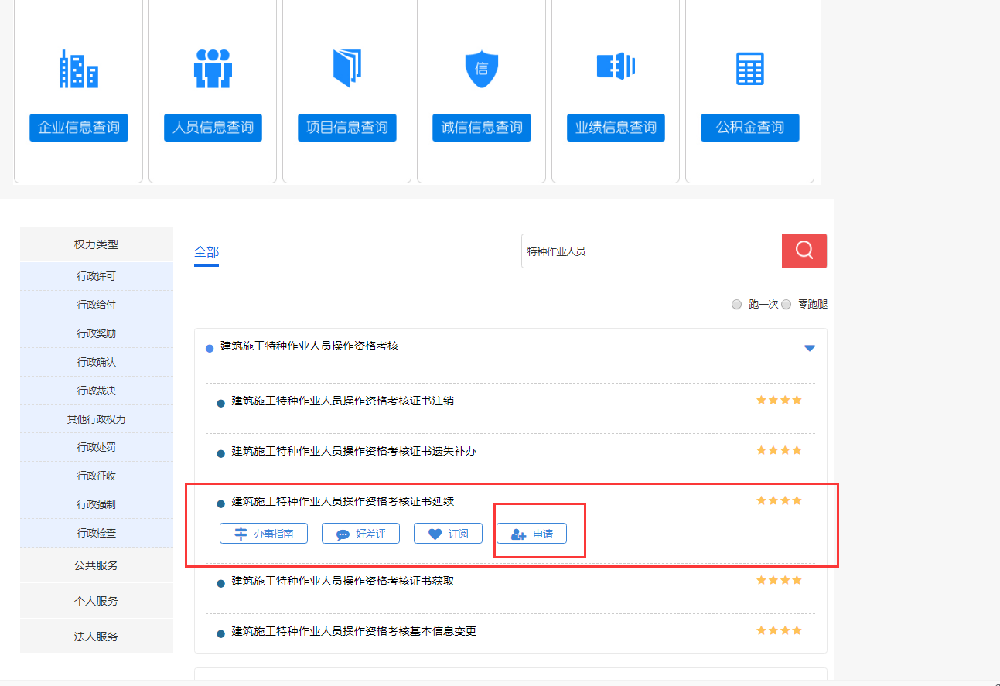 信
企业信息查询
人员信息查询
项目信息查询
诚信信息查询
业绩信息查询
公积金查询
权力类型
行政许可
行政给付
行政奖励
行政确认
行政裁决
其他行政权力
行政处罚
行政征收
行政强制
行政检查
公共服务
个人服务
法人服务
全部
特种作业人员
跑一次 零跑腿
建筑施工特种作业人员操作资格考核
建筑施工特种作业人员操作资格考核证书注销
建筑施工特种作业人员操作资格考核证书遗失补办
建筑施工特种作业人员操作资格考核证书延续
办事指南 好差评 订阅 申请
建筑施工特种作业人员操作资格考核证书获取
建筑施工特种作业人员操作资格考核基本信息变更